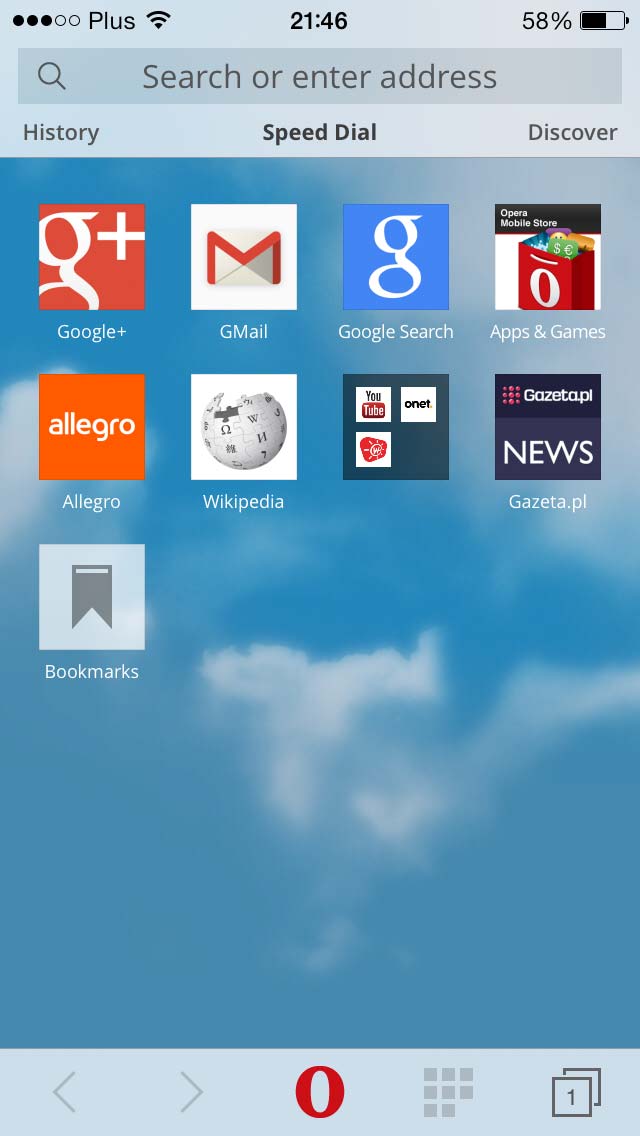 Plus 21:46 58%
Search or enter address
History Speed Dial Discover
g+
g
Opera
Mobile Store
$ €
Google+ GMail Google Search Apps & Games
allegro
Ω W И 維
You
Tube
onet.
w
Gazeta.pl
NEWS
Allegro Wikipedia Gazeta.pl
Bookmarks
1